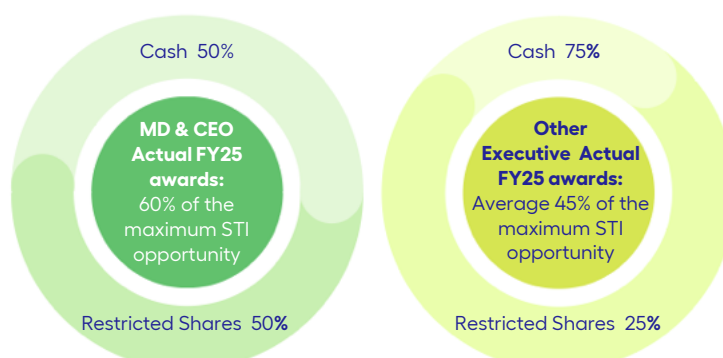 Cash 50%
MD & CEO
Actual FY25
awards:
60% of the
maximum STI
opportunity
Restricted Shares 50%
Cash 75%
Other
Executive Actual
FY25 awards:
Average 45% of the
maximum STI
opportunity
Restricted Shares 25%